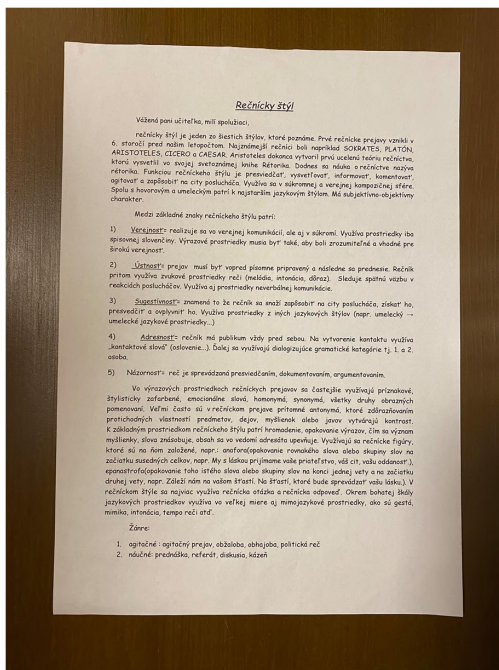 Rečnícky štýl
Vážená pani učiteľka, milí spolužiaci,
rečnícky štýl je jeden zo šiestich štýlov, ktoré poznáme. Prvé rečnícke prejavy vznikli v
6. storočí pred naším letopočtom. Najznámejší rečníci boli napríklad SOKRATES, PLATÓN,
ARISTOTELES, CICERO a CAESAR. Aristoteles dokonca vytvoril prvú ucelenú teóriu rečníctva,
ktorú vysvetlil vo svojej svetoznámej knihe Rétorika. Dodnes sa náuka o rečníctve nazýva
rétorika. Funkciou rečníckeho štýlu je presviedčať, vysvetľovať, informovať, komentovať,
agitovať a zapôsobiť na city poslucháča. Využíva sa v súkromnej a verejnej kompozičnej sfére.
Spolu s hovorovým a umeleckým patrí k najstarším jazykovým štýlom. Má subjektívno-objektívny
charakter.
Medzi základné znaky rečníckeho štýlu patrí:
1) Verejnosť= realizuje sa vo verejnej komunikácií, ale aj v súkromí. Využíva prostriedky iba
spisovnej slovenčiny. Výrazové prostriedky musia byť také, aby boli zrozumiteľné a vhodné pre
širokú verejnosť.
2) Ústnosť= prejav musí byť vopred písomne pripravený a následne sa prednesie. Rečník
pritom využíva zvukové prostriedky reči (melódia, intonácia, dôraz). Sleduje spätnú väzbu v
reakciách poslucháčov. Využíva aj prostriedky neverbálnej komunikácie.
3) Sugestívnosť= znamená to že rečník sa snaží zapôsobiť na city poslucháča, získať ho,
presvedčiť a ovplyvniť ho. Využíva prostriedky z iných jazykových štýlov (napr. umelecký →
umelecké jazykové prostriedky...)
4) Adresnosť= rečník má publikum vždy pred sebou. Na vytvorenie kontaktu využíva
„kontaktové slová" (oslovenie...). Ďalej sa využívajú dialogizujúce gramatické kategórie tj. 1. a 2.
osoba.
5) Názornosť= reč je sprevádzaná presviedčaním, dokumentovaním, argumentovaním.
Vo výrazových prostriedkoch rečníckych prejavov sa častejšie využívajú príznakové,
štylisticky zafarbené, emocionálne slová, homonymá, synonymá, všetky druhy obrazných
pomenovaní. Veľmi často sú v rečníckom prejave prítomné antonymá, ktoré zdôrazňovaním
protichodných vlastností predmetov, dejov, myšlienok alebo javov vytvárajú kontrast.
K základným prostriedkom rečníckeho štýlu patrí hromadenie, opakovanie výrazov, čím sa význam
myšlienky, slova znásobuje, obsah sa vo vedomí adresáta upevňuje. Využívajú sa rečnícke figúry,
ktoré sú na ňom založené, napr.: anafora(opakovanie rovnakého slova alebo skupiny slov na
začiatku susedných celkov, napr. My s láskou prijímame vaše priateľstvo, váš cit, vašu oddanosť.),
epanastrofa(opakovanie toho istého slova alebo skupiny slov na konci jednej vety a na začiatku
druhej vety, napr. Záleží nám na vašom šťastí. Na šťastí, ktoré bude sprevádzať vašu lásku.). V
rečníckom štýle sa najviac využíva rečnícka otázka a rečnícka odpoveď. Okrem bohatej škály
jazykových prostriedkov využíva vo veľkej miere aj mimojazykové prostriedky, ako sú gestá,
mimika, intonácia, tempo reči atď.
Žánre:
1. agitačné : agitačný prejav, obžaloba, obhajoba, politická reč
2. náučné: prednáška, referát, diskusia, kázeň